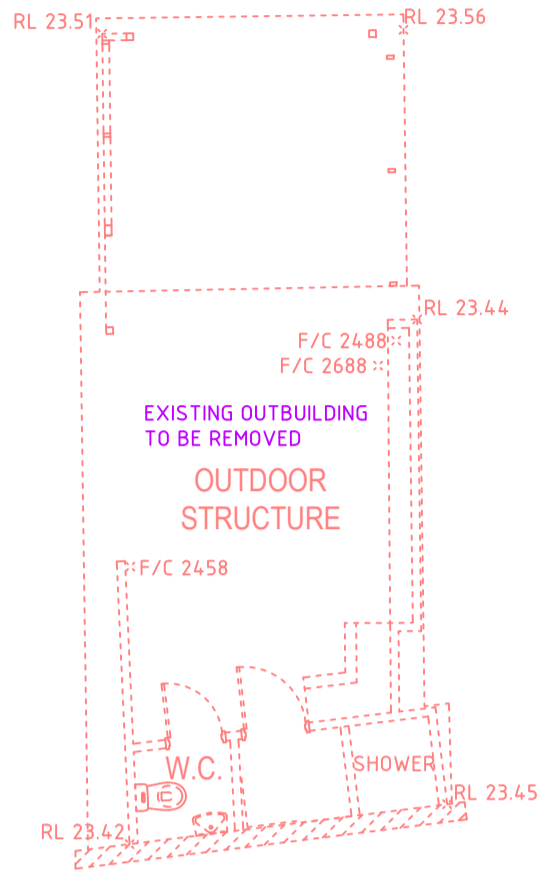 RL 23.51
RL 23.56
RL 23.44
F/C 2488
F/C 2688
EXISTING OUTBUILDING
TO BE REMOVED
OUTDOOR
STRUCTURE
F/C 2458
W.C.
SHOWER
RL 23.45
RL 23.42